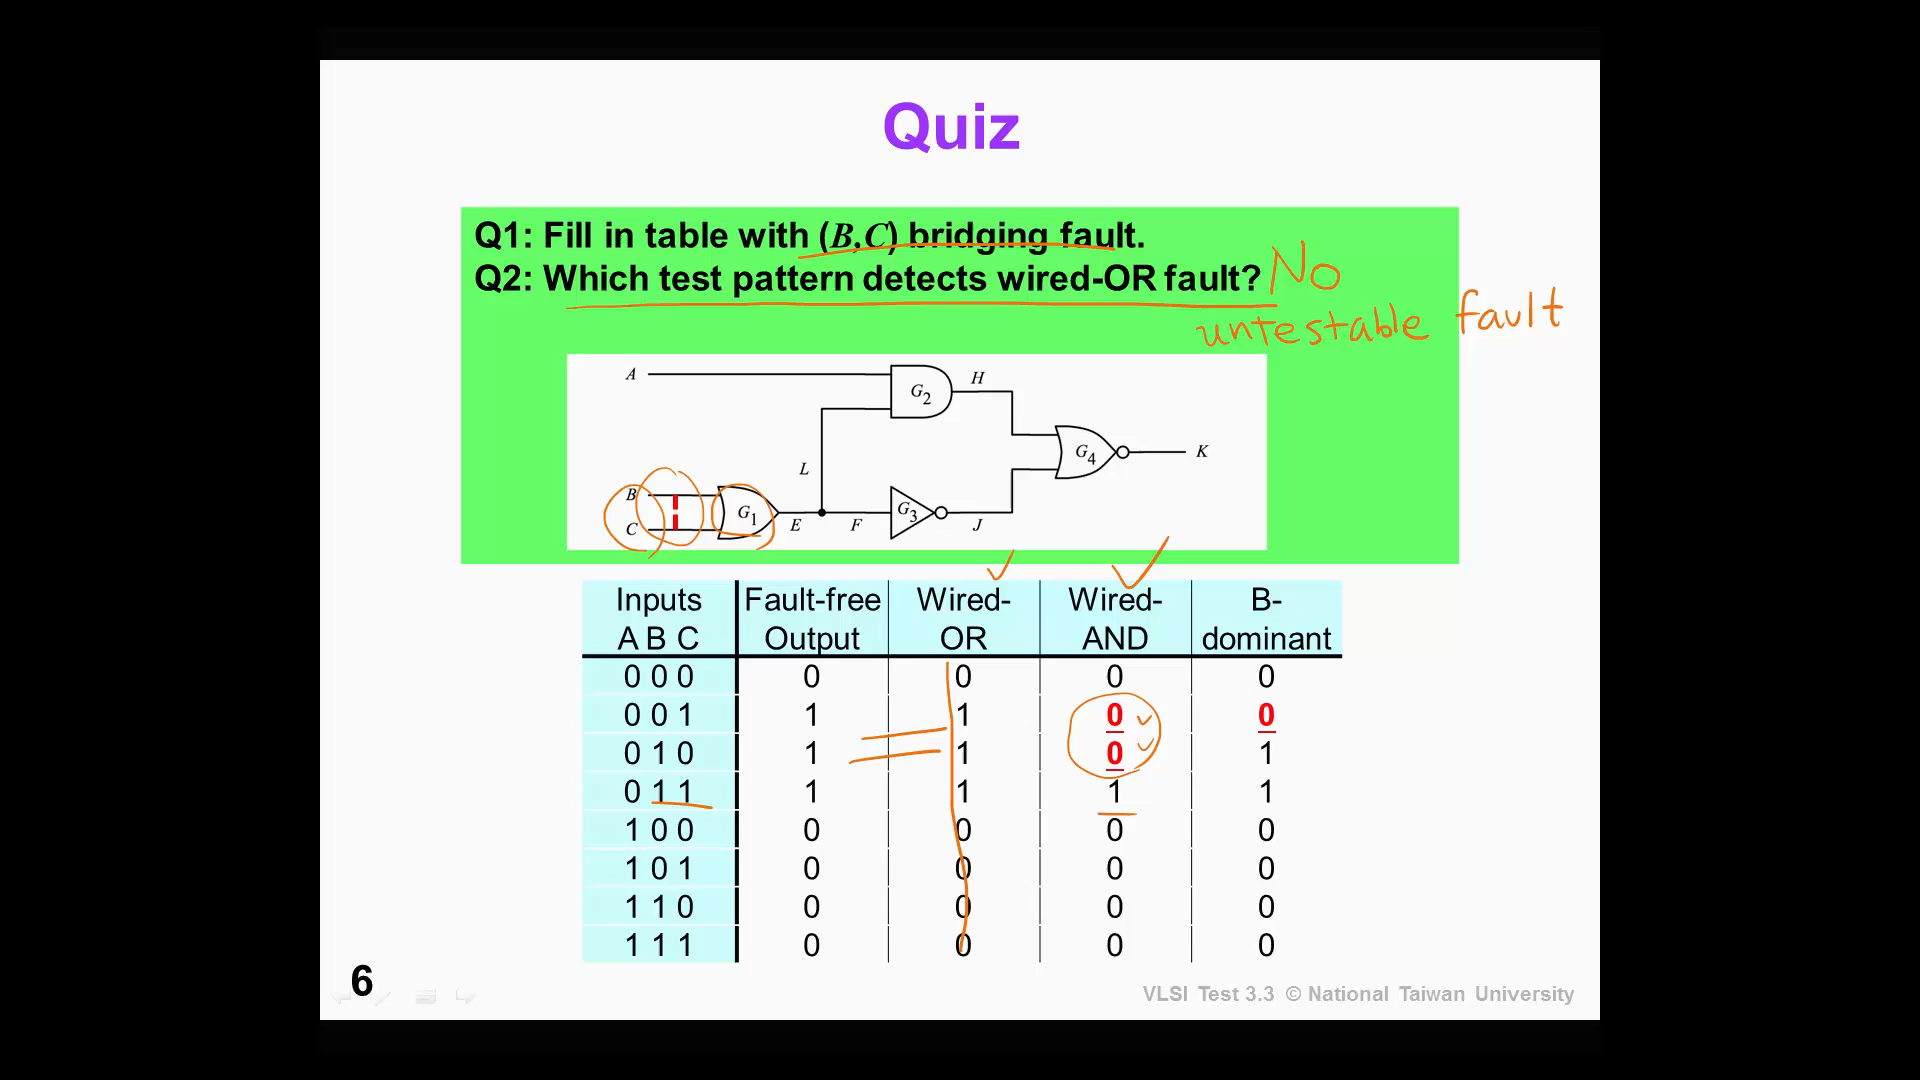 Quiz
Q1: Fill in table with (B,C) bridging fault.
Q2: Which test pattern detects wired-OR fault? No
untestable fault
A
G2
H
G4
K
L
B
C
G1
E
F
G3
J
Inputs Fault-free Wired- Wired- B-
A B C Output OR AND dominant
0 0 0 0 0 0 0
0 0 1 1 1 0 0
0 1 0 1 1 0 1
0 1 1 1 1 1 1
1 0 0 0 0 0 0
1 0 1 0 0 0 0
1 1 0 0 0 0 0
1 1 1 0 0 0 0
6
VLSI Test 3.3 © National Taiwan University